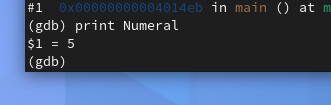 #1  0x00000000004014eb in main () at m
(gdb) print Numeral
$1 = 5
(gdb)